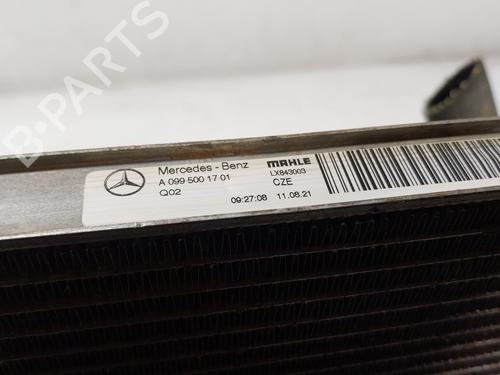 B-PARTS
Mercedes-Benz
A 099 500 17 01
Q02
09:27:08 11.08.21
MAHLE
LX843003
CZE